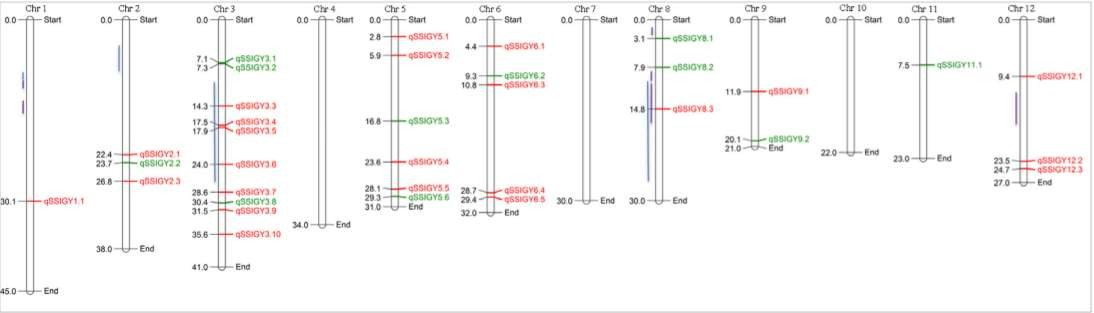 Chr 1
0.0 Start
30.1 qSSIGY1.1
45.0 End
Chr 2
0.0 Start
22.4 qSSIGY2.1
23.7 qSSIGY2.2
26.8 qSSIGY2.3
38.0 End
Chr 3
0.0 Start
7.1 qSSIGY3.1
7.3 qSSIGY3.2
14.3 qSSIGY3.3
17.5 qSSIGY3.4
17.9 qSSIGY3.5
24.0 qSSIGY3.6
28.6 qSSIGY3.7
30.4 qSSIGY3.8
31.5 qSSIGY3.9
35.6 qSSIGY3.10
41.0 End
Chr 4
0.0 Start
34.0 End
Chr 5
0.0 Start
2.8 qSSIGY5.1
5.9 qSSIGY5.2
16.8 qSSIGY5.3
23.6 qSSIGY5.4
28.1 qSSIGY5.5
29.3 qSSIGY5.6
31.0 End
Chr 6
0.0 Start
4.4 qSSIGY6.1
9.3 qSSIGY6.2
10.8 qSSIGY6.3
28.7 qSSIGY6.4
29.4 qSSIGY6.5
32.0 End
Chr 7
0.0 Start
30.0 End
Chr 8
0.0 Start
3.1 qSSIGY8.1
7.9 qSSIGY8.2
14.8 qSSIGY8.3
30.0 End
Chr 9
0.0 Start
11.9 qSSIGY9.1
20.1 qSSIGY9.2
21.0 End
Chr 10
0.0 Start
22.0 End
Chr 11
0.0 Start
7.5 qSSIGY11.1
23.0 End
Chr 12
0.0 Start
9.4 qSSIGY12.1
23.5 qSSIGY12.2
24.7 qSSIGY12.3
27.0 End